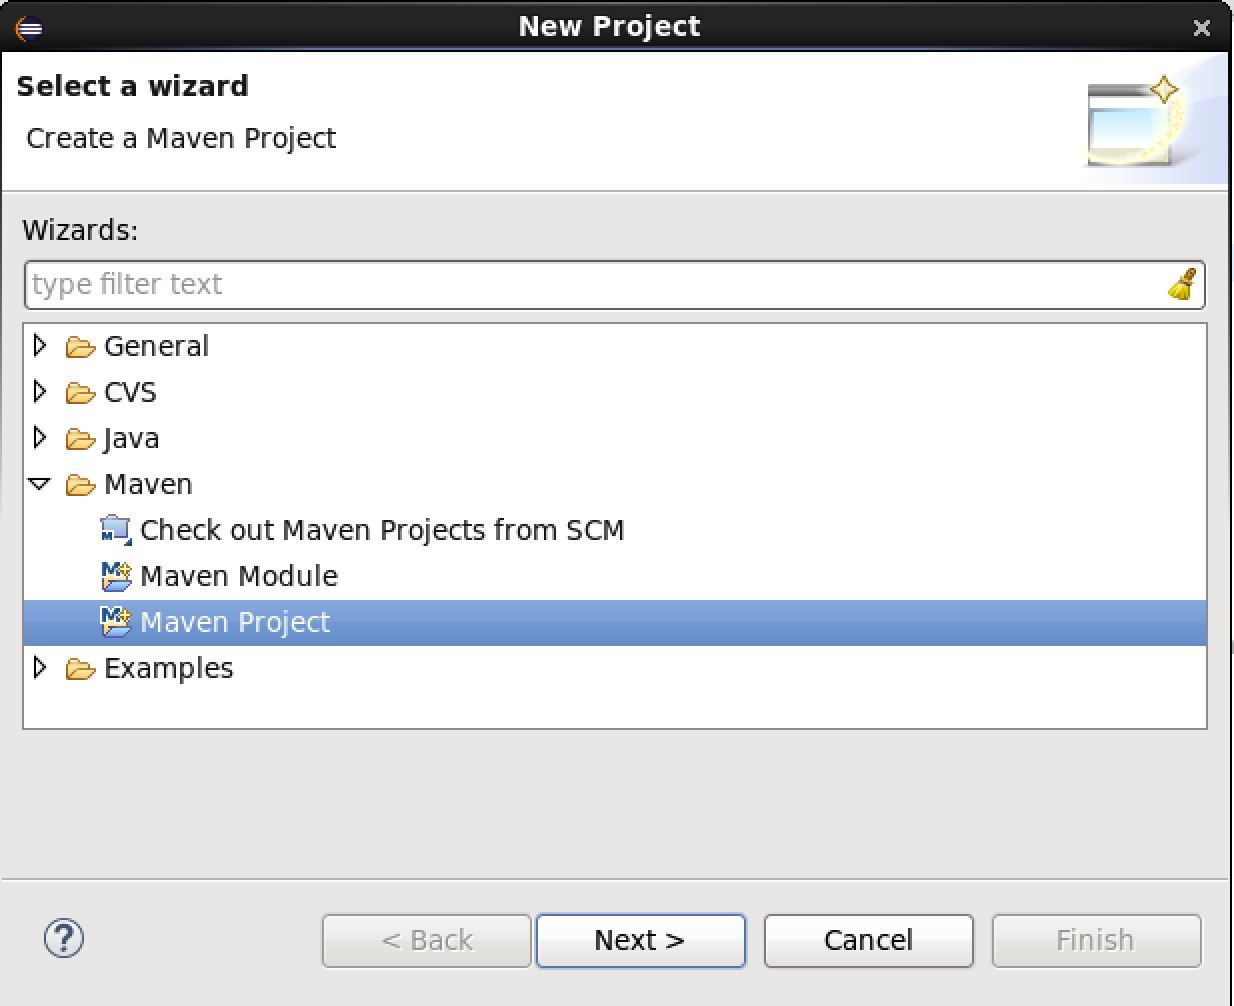 New Project
Select a wizard
Create a Maven Project
Wizards:
type filter text
General
CVS
Java
Maven
Check out Maven Projects from SCM
Maven Module
Maven Project
Examples
? < Back Next > Cancel Finish